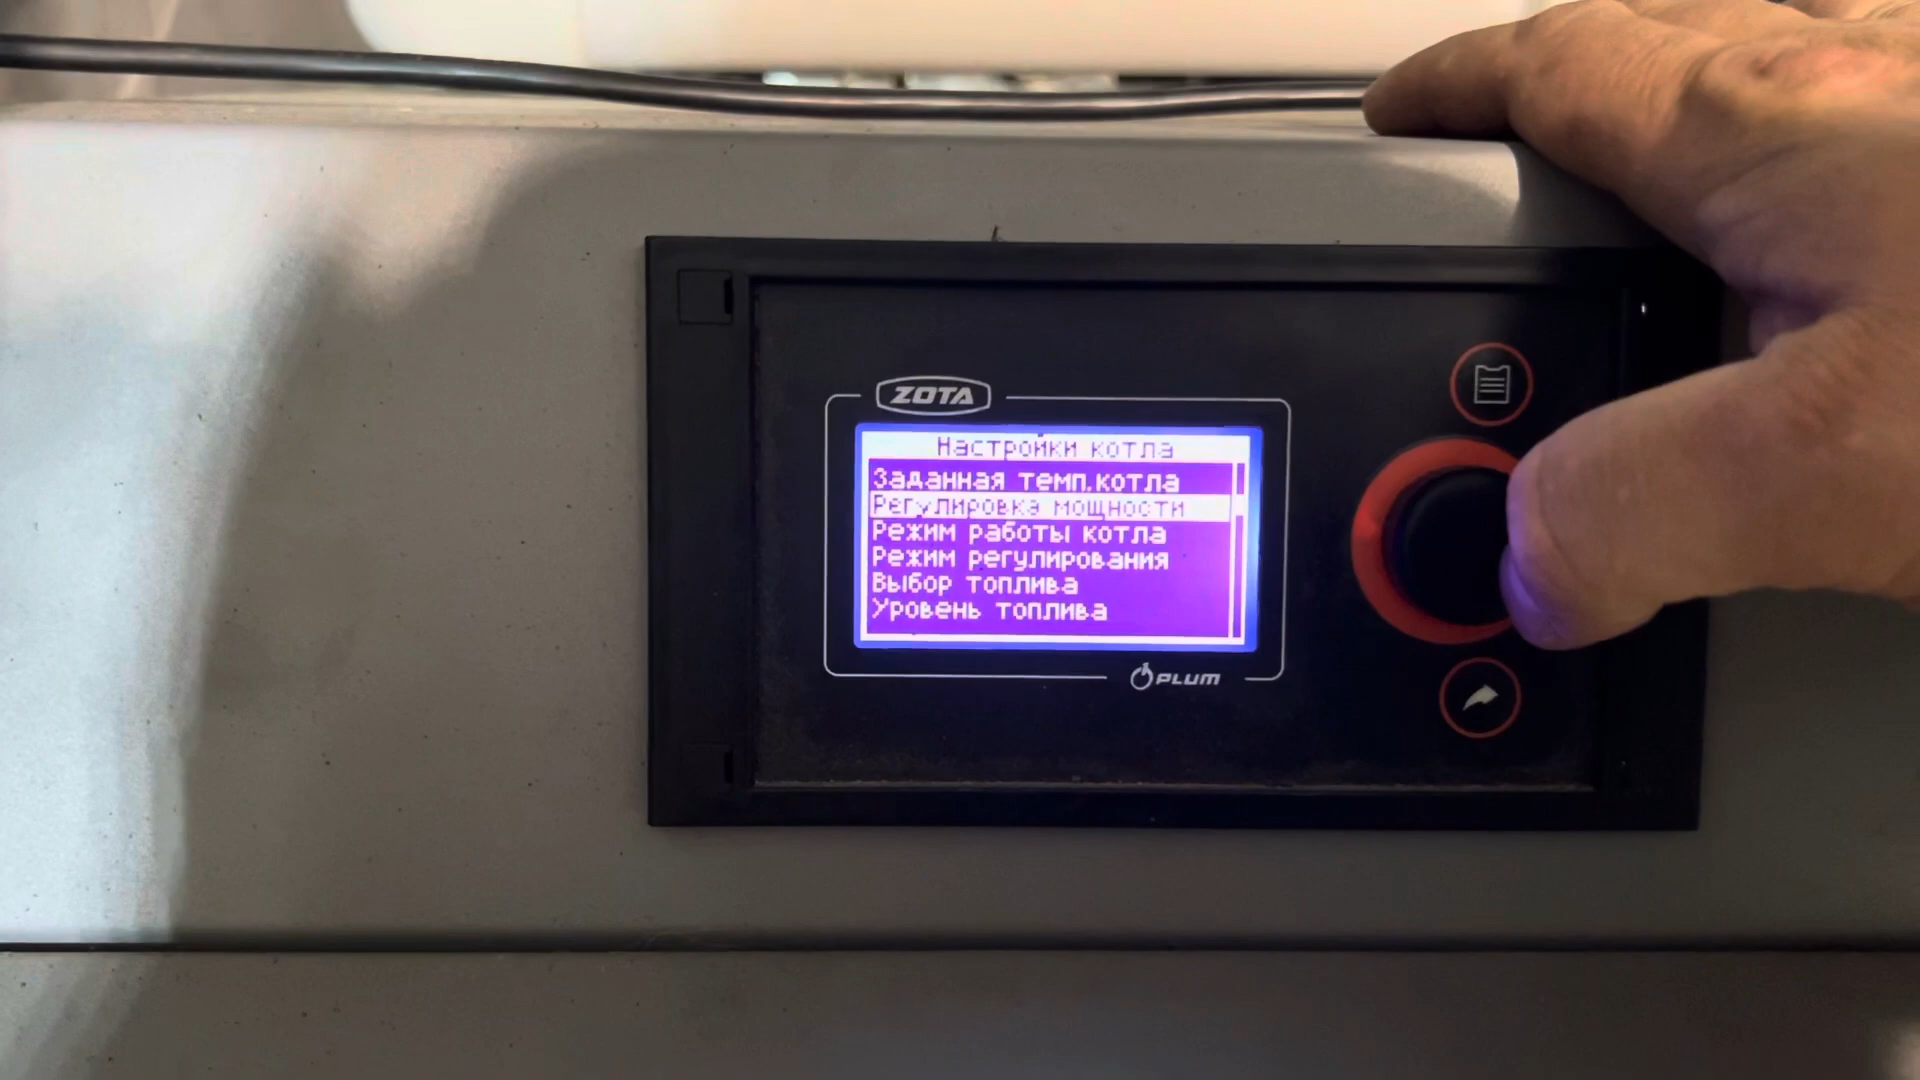 ZOTA
Настройки котла
Заданная темп.котла
Регулировка мощности
Режим работы котла
Режим регулирования
Выбор топлива
Уровень топлива
PLUM